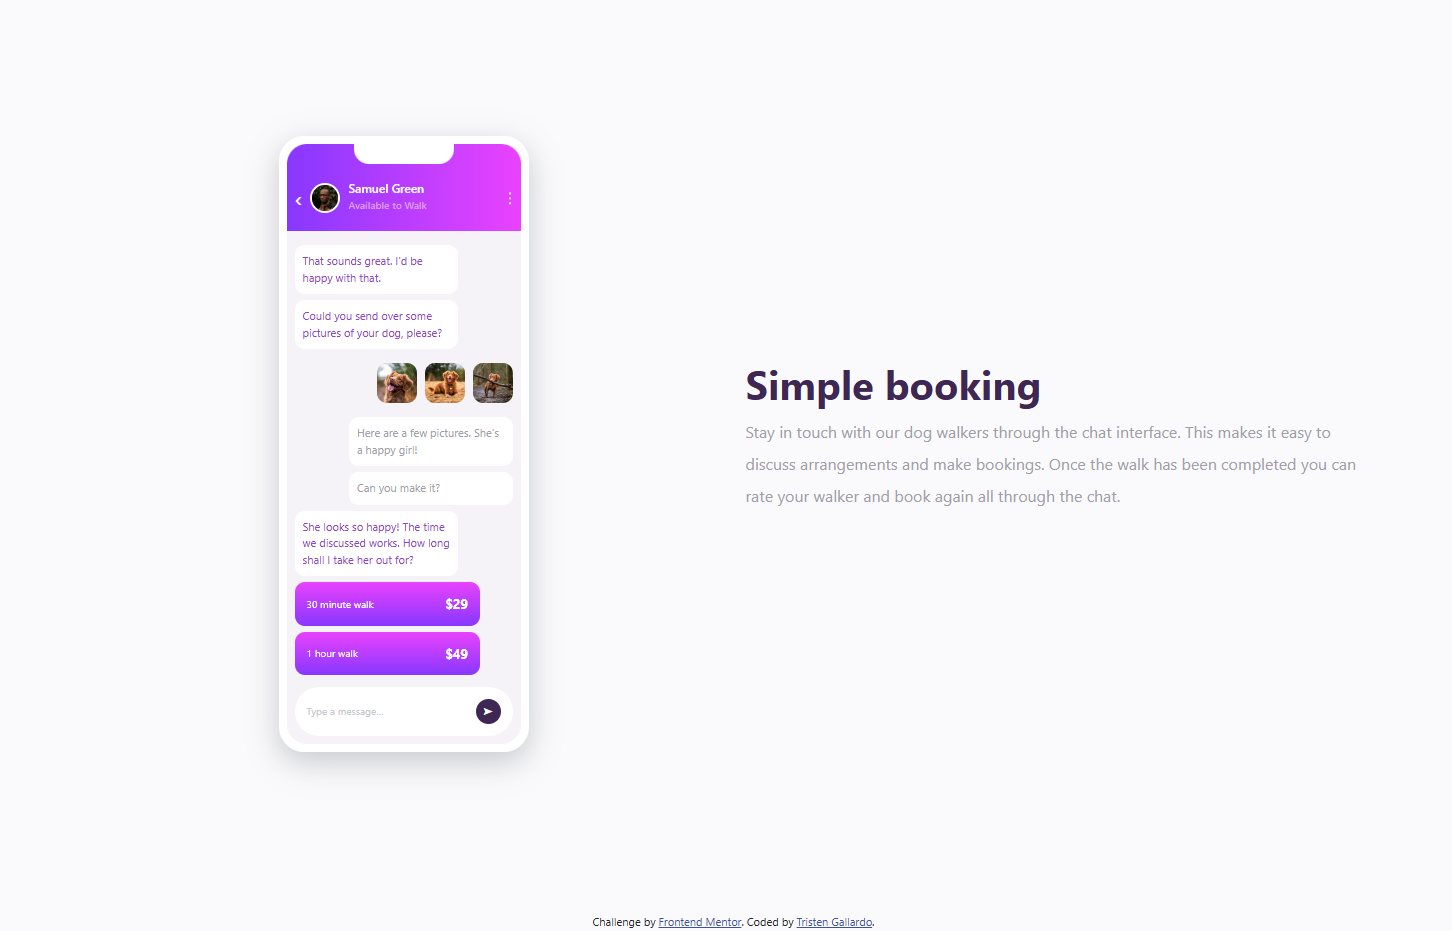 Samuel Green
Available to Walk
That sounds great. I'd be
happy with that.
Could you send over some
pictures of your dog, please?
Here are a few pictures. She's
a happy girl!
Can you make it?
She looks so happy! The time
we discussed works. How long
shall I take her out for?
30 minute walk $29
1 hour walk $49
Type a message...
Simple booking
Stay in touch with our dog walkers through the chat interface. This makes it easy to
discuss arrangements and make bookings. Once the walk has been completed you can
rate your walker and book again all through the chat.
Challenge by Frontend Mentor. Coded by Tristen Gallardo.